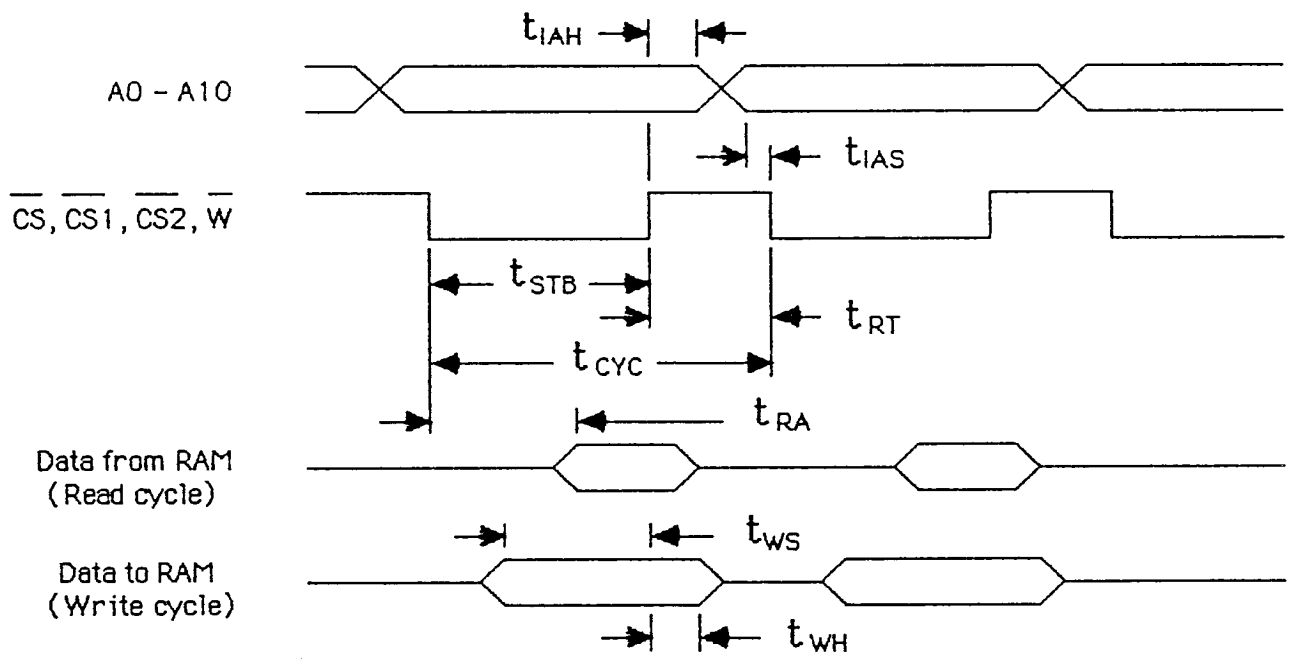 tIAH
A0 - A10
tIAS
CS, CS1, CS2, W
tSTB
tRT
tCYC
tRA
Data from RAM
(Read cycle)
tWS
Data to RAM
(Write cycle)
tWH